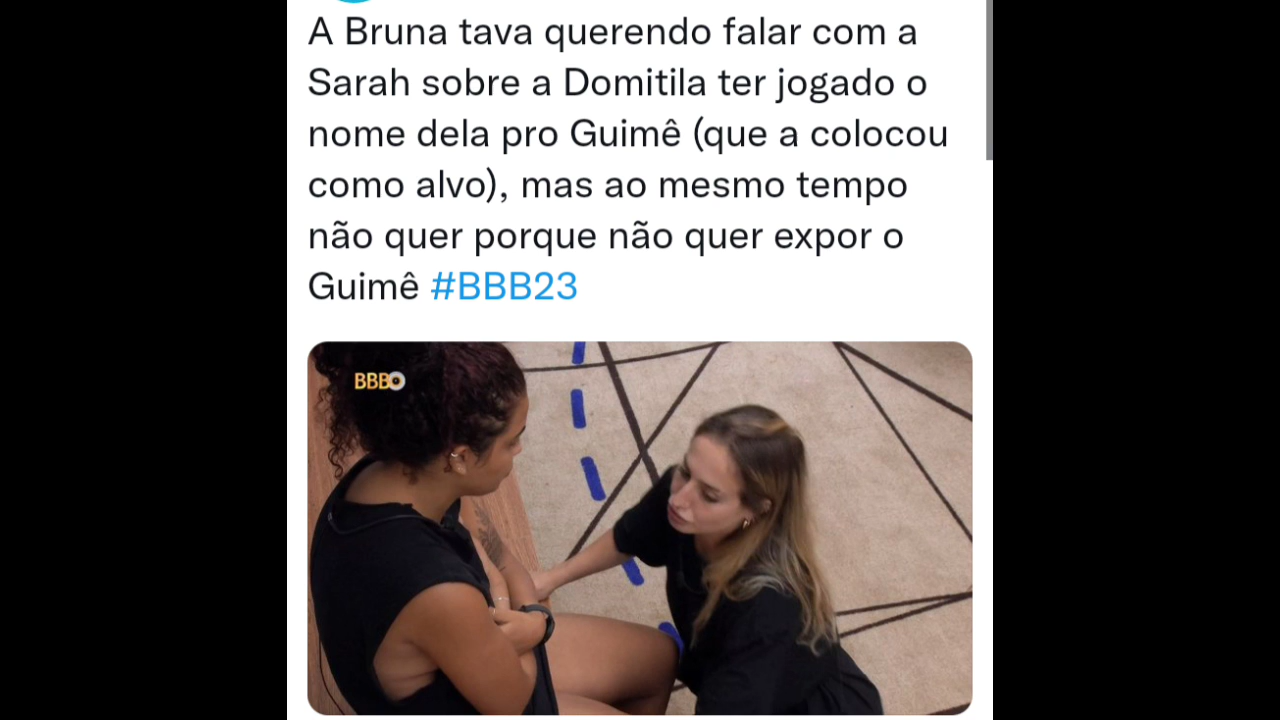 A Bruna tava querendo falar com a
Sarah sobre a Domitila ter jogado o
nome dela pro Guimê (que a colocou
como alvo), mas ao mesmo tempo
não quer porque não quer expor o
Guimê #BBB23
BBB